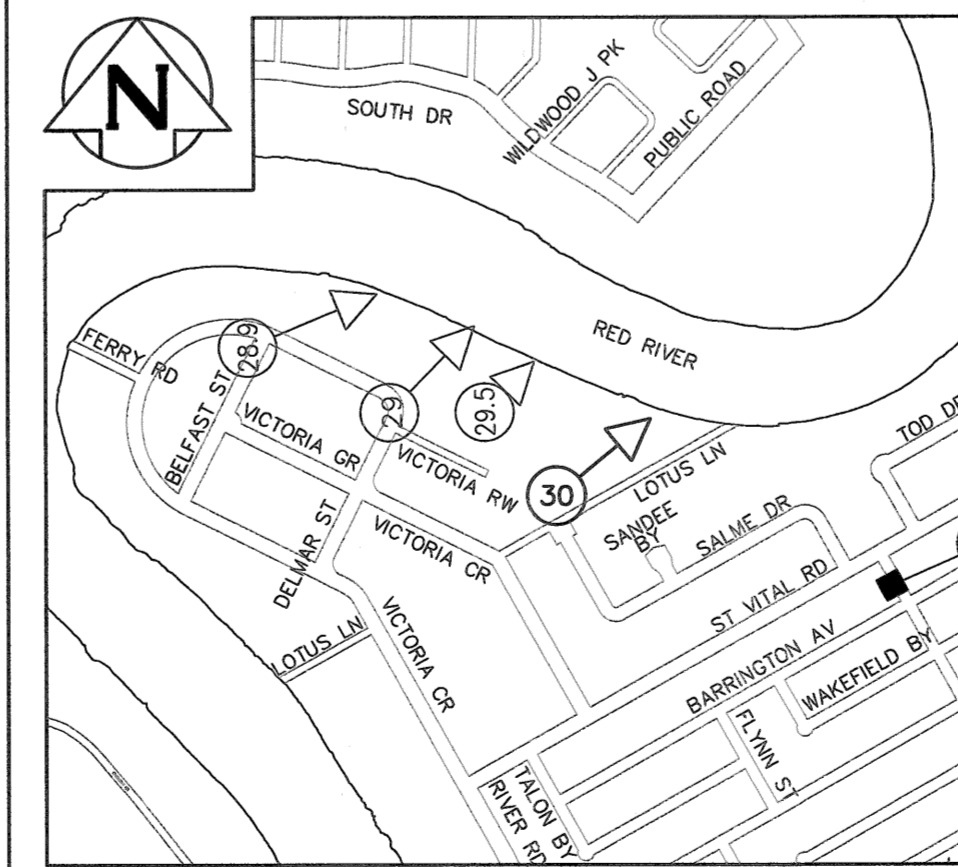 N
SOUTH DR
WILDWOOD J PK
PUBLIC ROAD
RED RIVER
FERRY RD
28.9
BELFAST ST
29
29.5
VICTORIA GR
VICTORIA RW
30
LOTUS LN
TOD DR
SANDEE
BY
SALME DR
DELMAR ST
VICTORIA CR
ST VITAL RD
LOTUS LN
VICTORIA CR
BARRINGTON AV
WAKEFIELD BY
FLYNN ST
TALON BY
RIVER RD